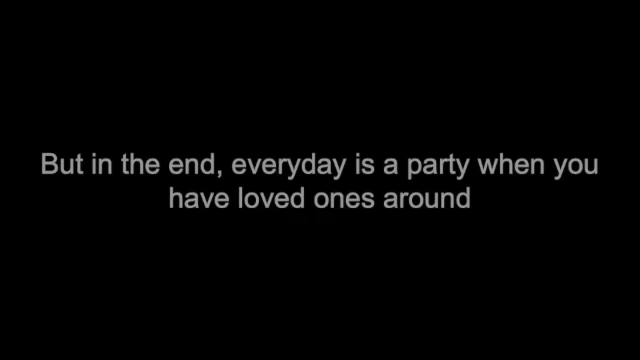 But in the end, everyday is a party when you
have loved ones around